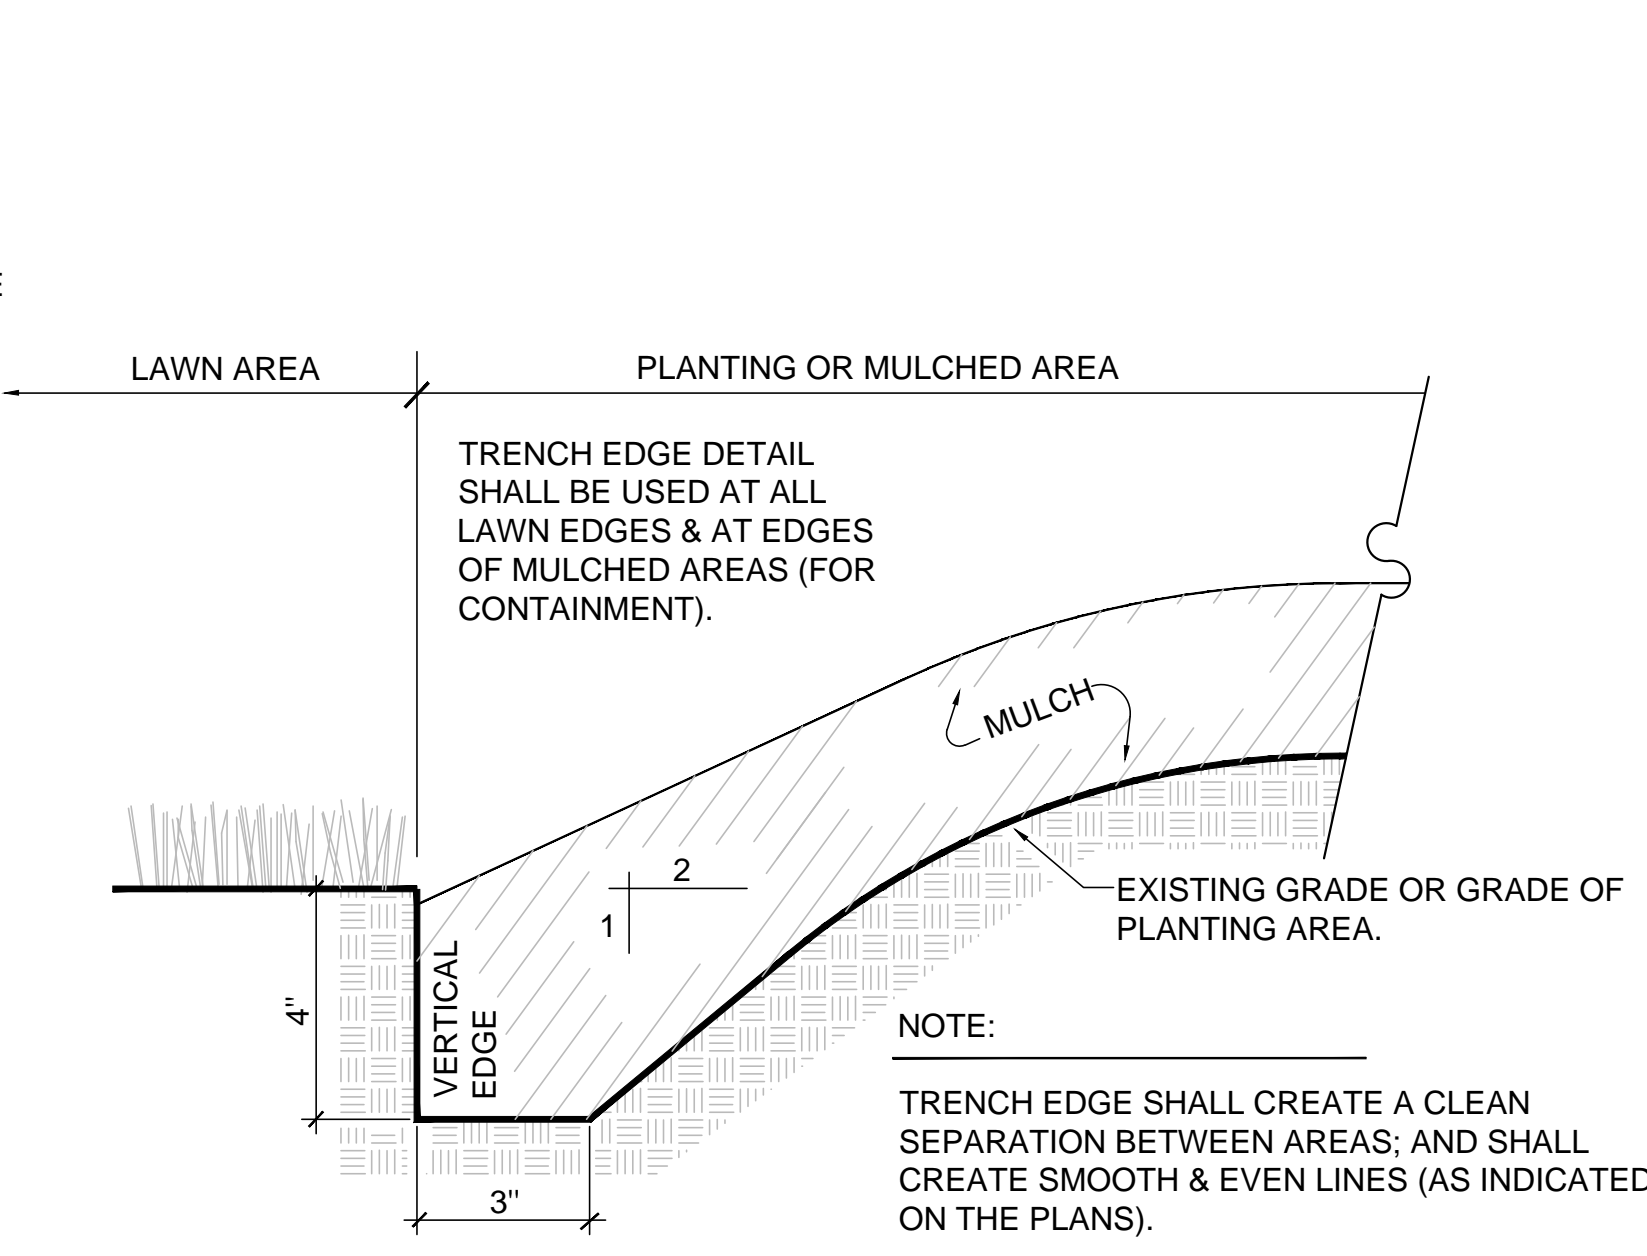 E
LAWN AREA
PLANTING OR MULCHED AREA
TRENCH EDGE DETAIL
SHALL BE USED AT ALL
LAWN EDGES & AT EDGES
OF MULCHED AREAS (FOR
CONTAINMENT).
MULCH
2
1
EXISTING GRADE OR GRADE OF
PLANTING AREA.
4"
VERTICAL
EDGE
3"
NOTE:
TRENCH EDGE SHALL CREATE A CLEAN
SEPARATION BETWEEN AREAS; AND SHALL
CREATE SMOOTH & EVEN LINES (AS INDICATED
ON THE PLANS).